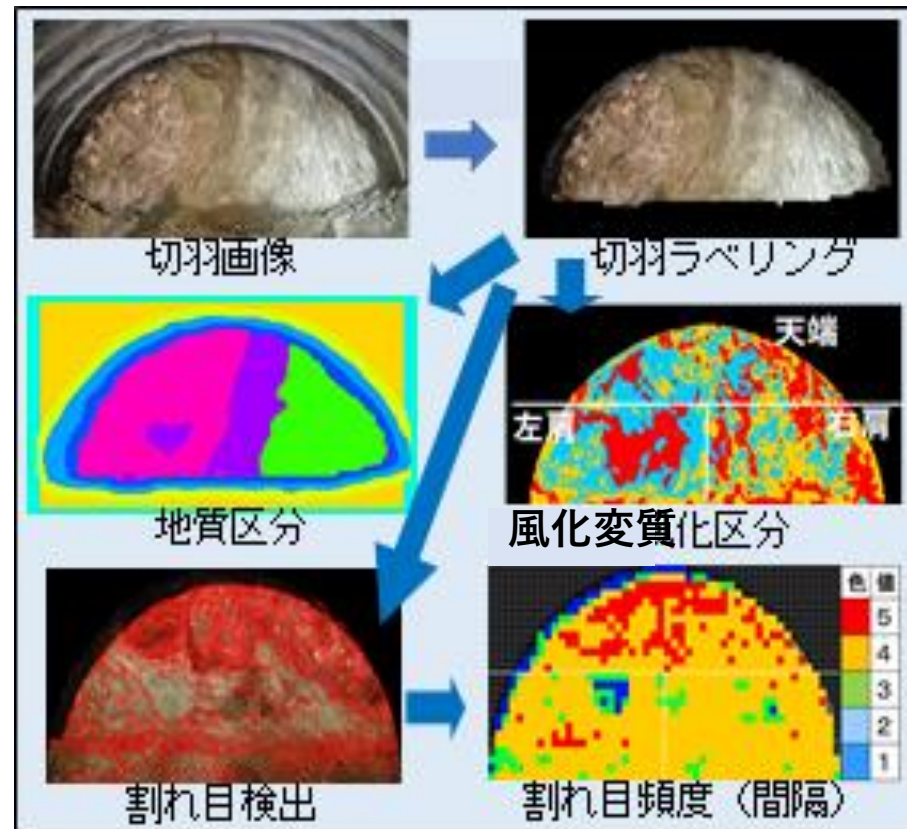 切羽画像
切羽ラベリング
天端
左肩
右肩
地質区分
風化変質化区分
色 値
5
4
3
2
1
割れ目検出
割れ目頻度（間隔）